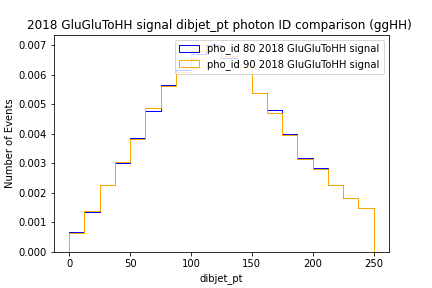 2018 GluGluToHH signal dibjet_pt photon ID comparison (ggHH)
phо_id 80 2018 GluGluToHH signal
pho_id 90 2018 GluGluToHH signal
0.007
0.006
0.005
0.004
0.003
0.002
0.001
0.000
Number of Events
0
50
100
150
200
250
dibjet_pt